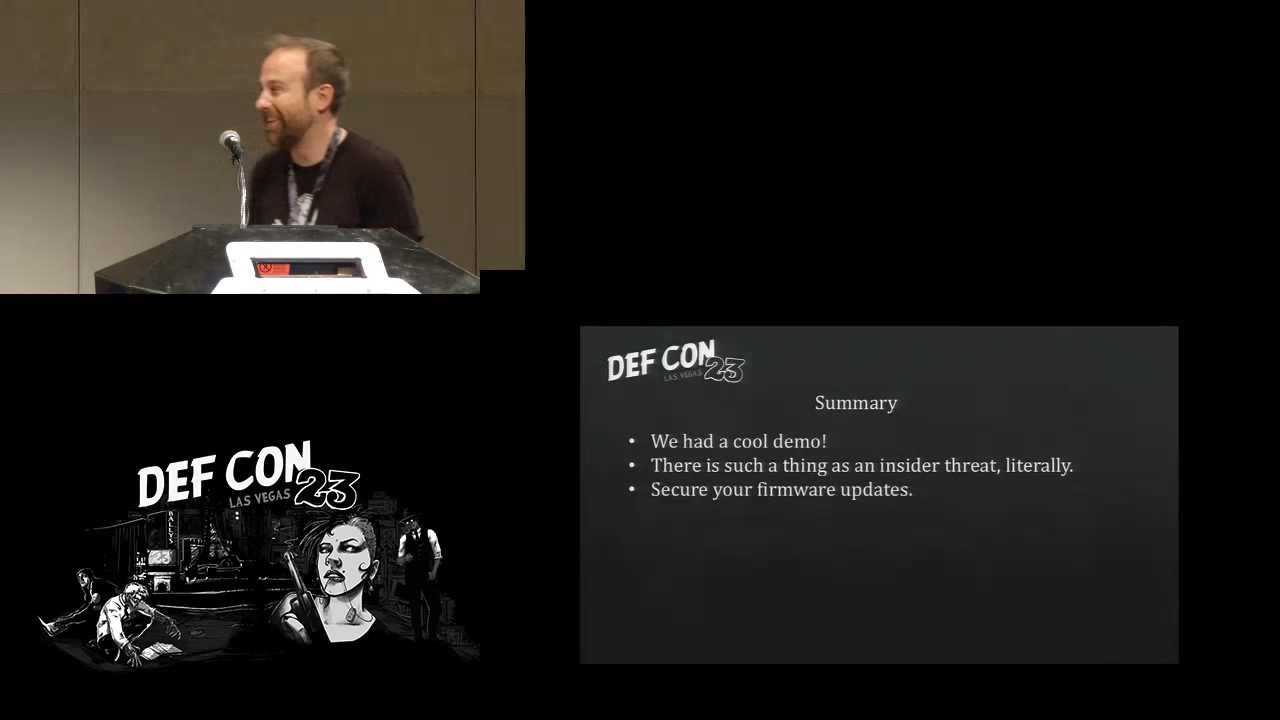 DEF CON 23
LAS VEGAS
Summary
• We had a cool demo!
• There is such a thing as an insider threat, literally.
• Secure your firmware updates.
DEF CON 23
LAS VEGAS
BALLYS